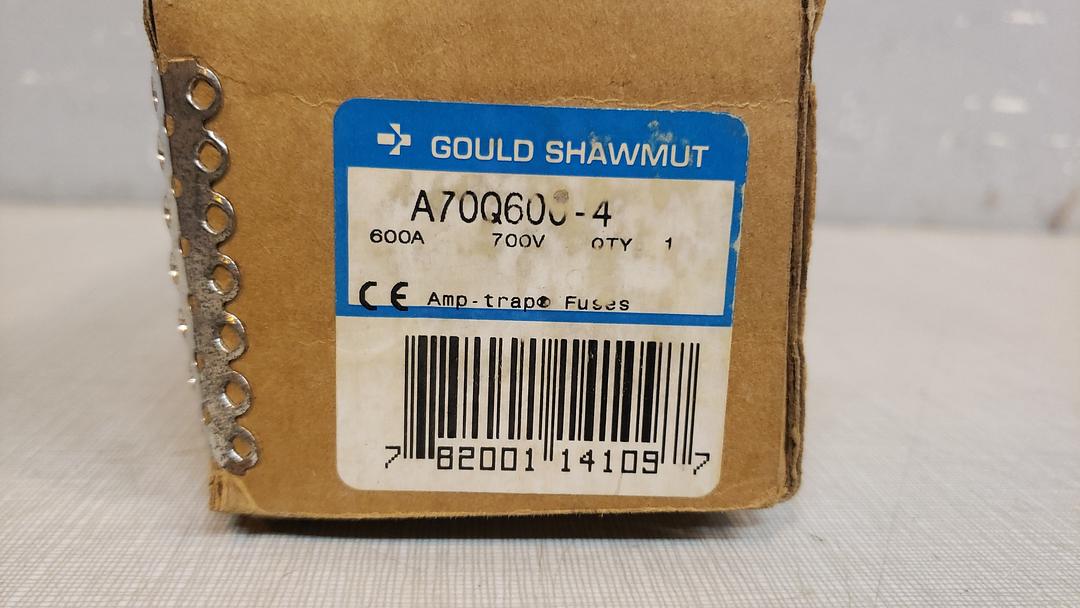 GOULD SHAWMUT
A70Q600-4
600A 700V QTY 1
CE Amp-trap® Fuses
7 82001 14109 7